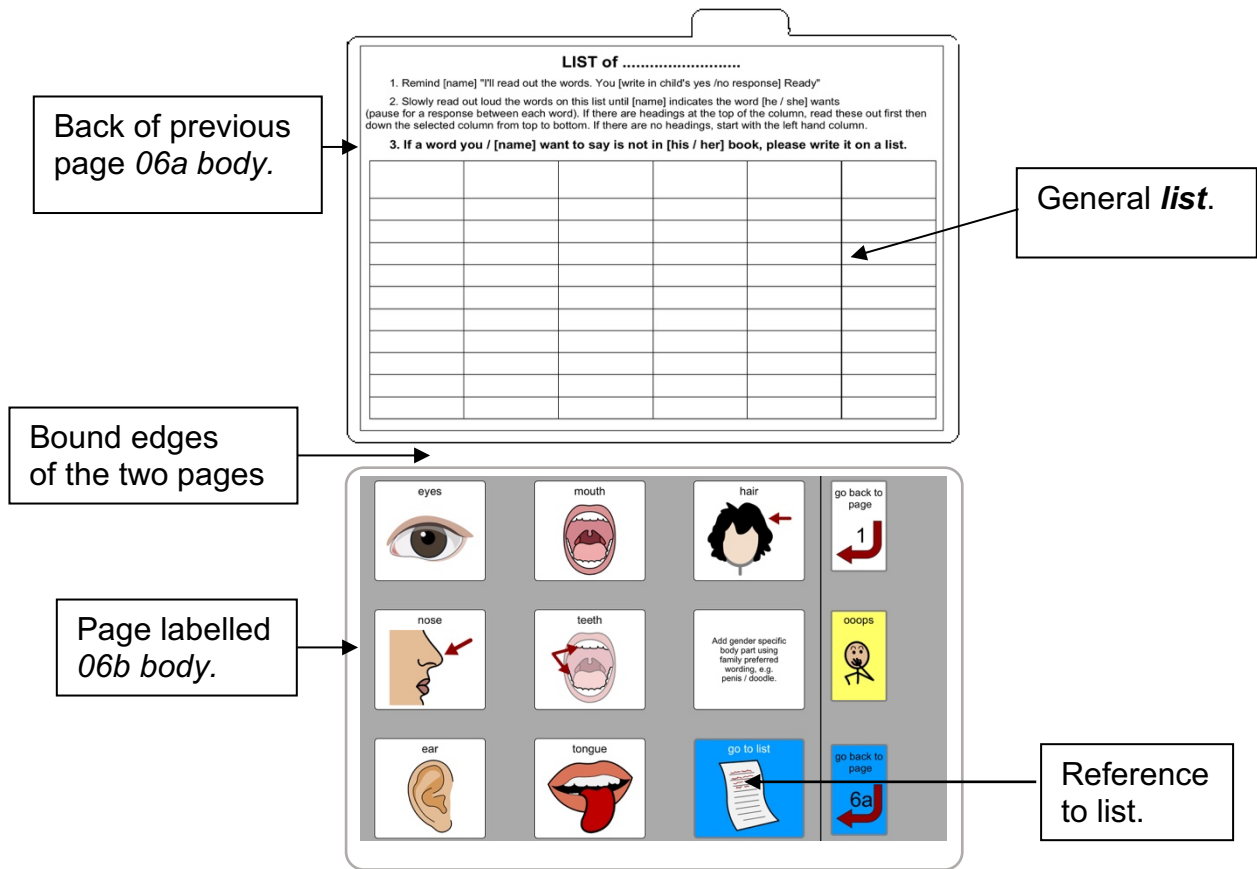 LIST of ..........................
1. Remind [name] "I'll read out the words. You [write in child's yes /no response] Ready"
2. Slowly read out loud the words on this list until [name] indicates the word [he / she] wants
(pause for a response between each word). If there are headings at the top of the column, read these out first then
down the selected column from top to bottom. If there are no headings, start with the left hand column.
3. If a word you / [name] want to say is not in [his / her] book, please write it on a list.
Back of previous
page 06a body.
General list.
Bound edges
of the two pages
eyes
mouth
hair
go back to
page
1
Page labelled
06b body.
nose
teeth
Add gender specific
body part using
family preferred
wording, e.g.
penis / doodle.
ooops
ear
tongue
go to list
go back to
page
6a
Reference
to list.